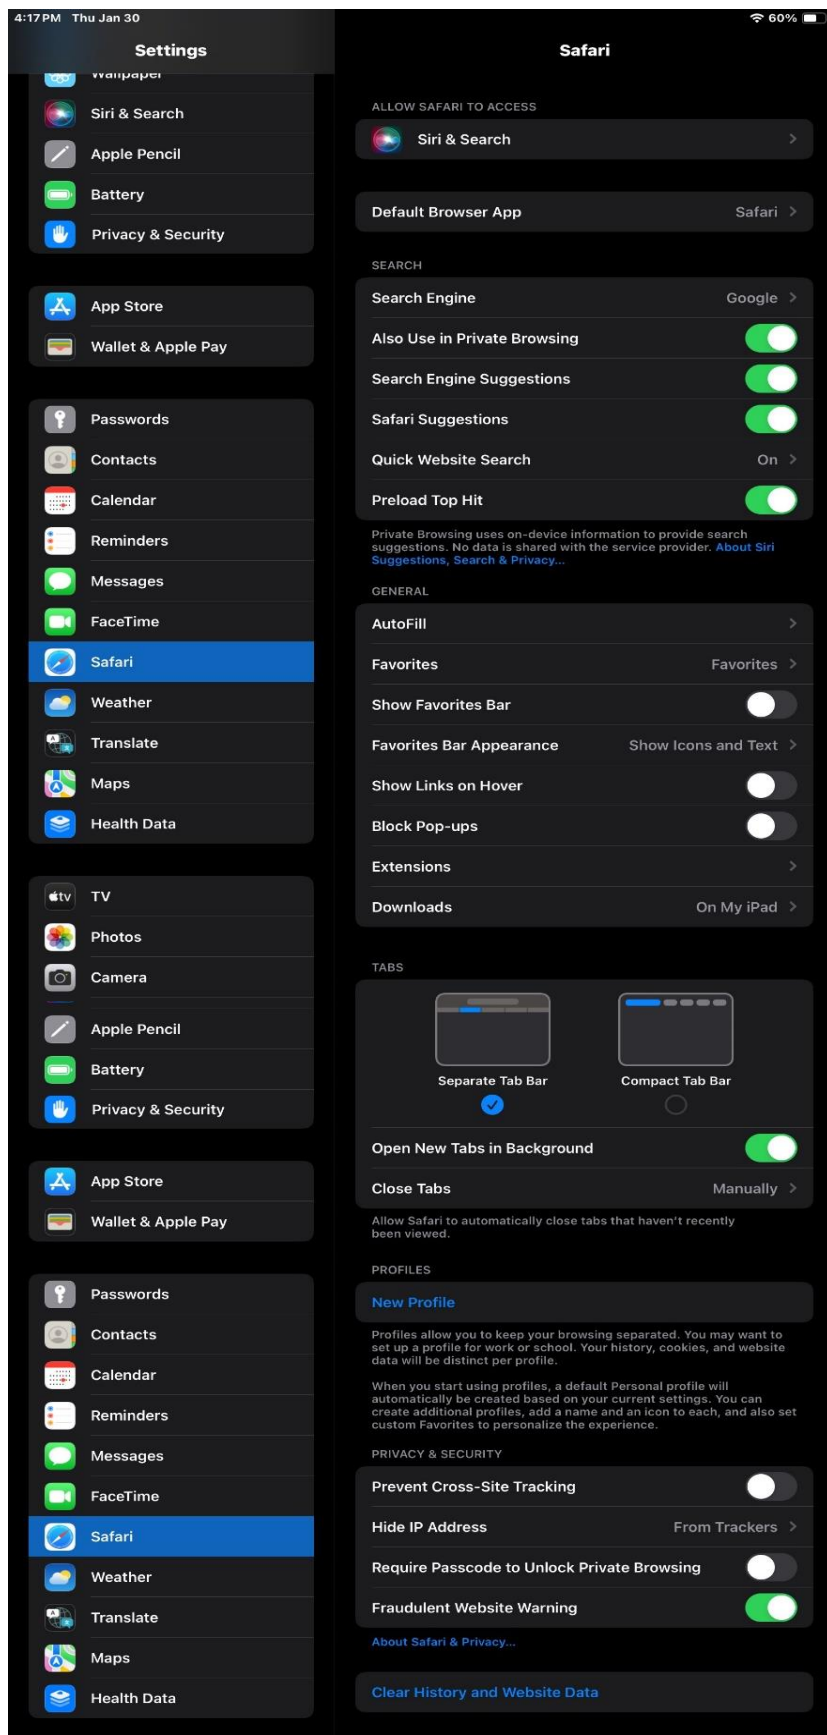 4:17 PM Thu Jan 30
60%
Settings
Wallpaper
Siri & Search
Apple Pencil
Battery
Privacy & Security
App Store
Wallet & Apple Pay
Passwords
Contacts
Calendar
Reminders
Messages
FaceTime
Safari
Weather
Translate
Maps
Health Data
tv
TV
Photos
Camera
Apple Pencil
Battery
Privacy & Security
App Store
Wallet & Apple Pay
Passwords
Contacts
Calendar
Reminders
Messages
FaceTime
Safari
Weather
Translate
Maps
Health Data
Safari
ALLOW SAFARI TO ACCESS
Siri & Search
Default Browser App Safari
SEARCH
Search Engine Google
Also Use in Private Browsing
Search Engine Suggestions
Safari Suggestions
Quick Website Search On
Preload Top Hit
Private Browsing uses on-device information to provide search
suggestions. No data is shared with the service provider. About Siri
Suggestions, Search & Privacy...
GENERAL
AutoFill
Favorites Favorites
Show Favorites Bar
Favorites Bar Appearance Show Icons and Text
Show Links on Hover
Block Pop-ups
Extensions
Downloads On My iPad
TABS
Separate Tab Bar Compact Tab Bar
Open New Tabs in Background
Close Tabs Manually
Allow Safari to automatically close tabs that haven't recently
been viewed.
PROFILES
New Profile
Profiles allow you to keep your browsing separated. You may want to
set up a profile for work or school. Your history, cookies, and website
data will be distinct per profile.
When you start using profiles, a default Personal profile will
automatically be created based on your current settings. You can
create additional profiles, add a name and an icon to each, and also set
custom Favorites to personalize the experience.
PRIVACY & SECURITY
Prevent Cross-Site Tracking
Hide IP Address From Trackers
Require Passcode to Unlock Private Browsing
Fraudulent Website Warning
About Safari & Privacy...
Clear History and Website Data